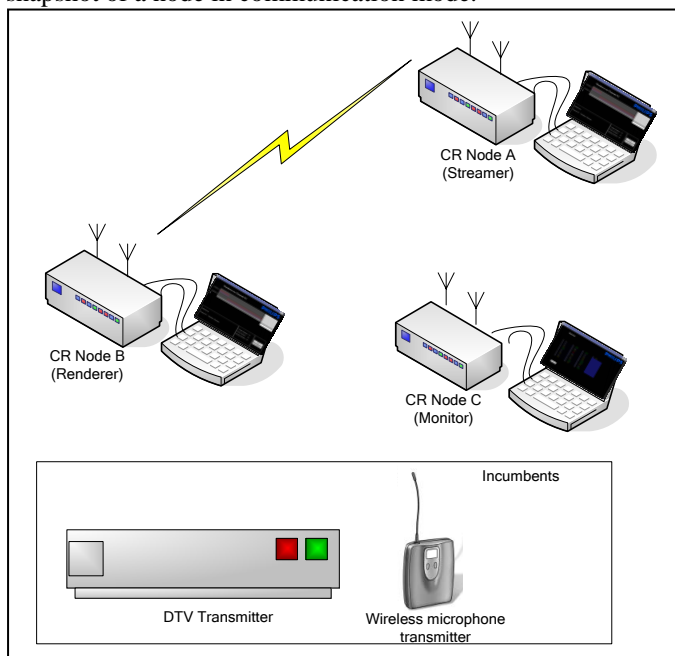 snapshot of a node in communication mode.
CR Node A
(Streamer)
CR Node B
(Renderer)
CR Node C
(Monitor)
Incumbents
DTV Transmitter
Wireless microphone
transmitter